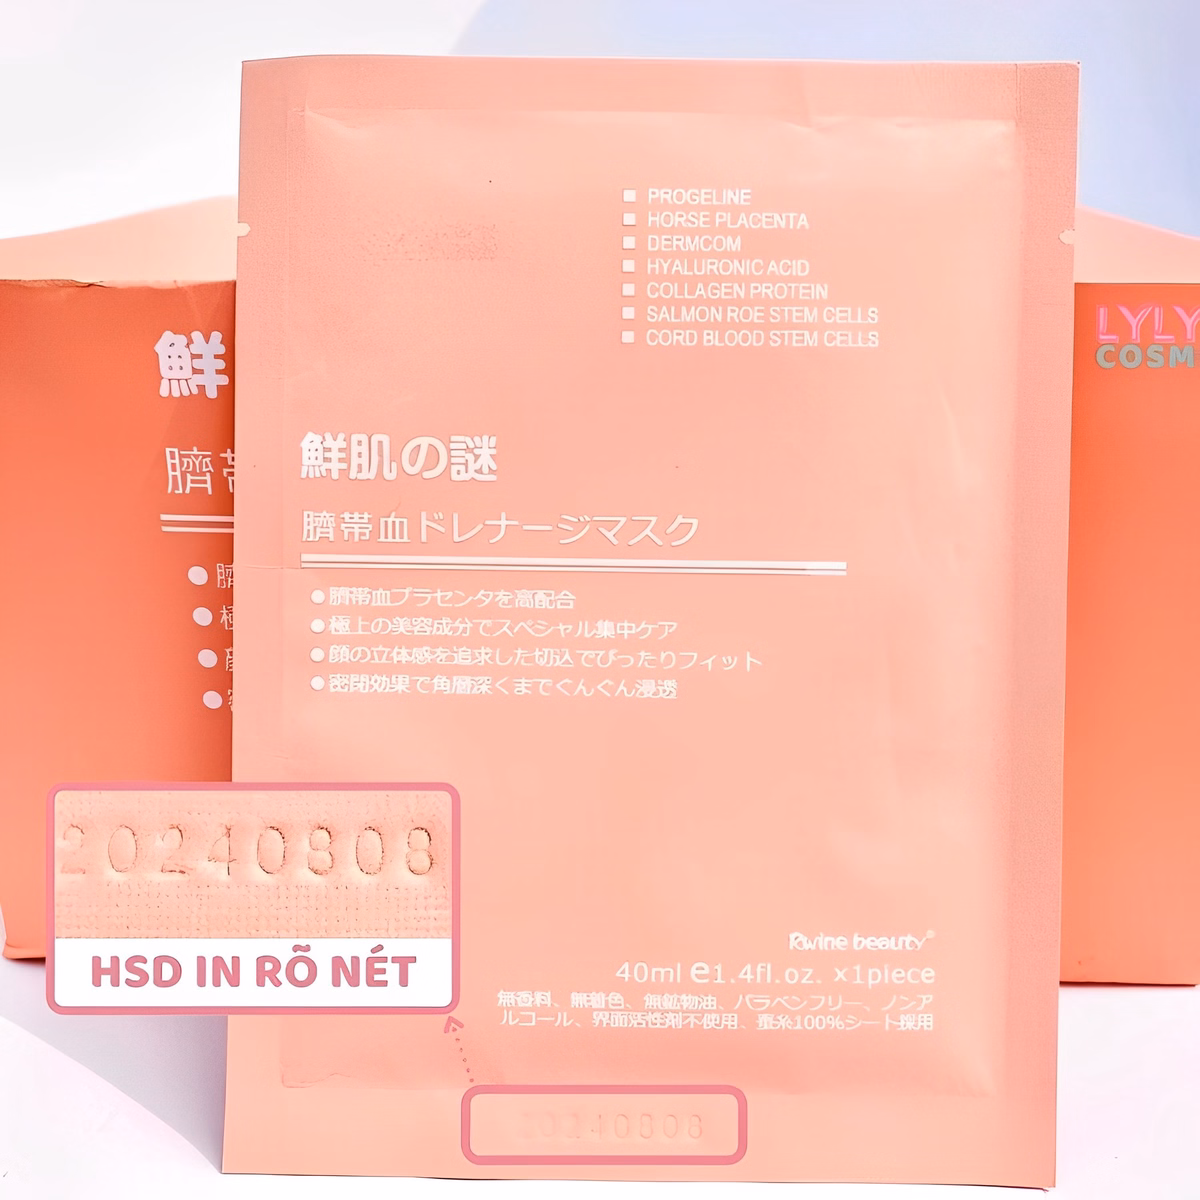 PROGELINE
HORSE PLACENTA
DERMCOM
HYALURONIC ACID
COLLAGEN PROTEIN
SALMON ROE STEM CELLS
CORD BLOOD STEM CELLS
LYLY
COSM
鮮
臍帯
鮮肌の謎
臍帯血ドレナージマスク
●臍帯血プラセンタを高配合
●極上の美容成分でスペシャル集中ケア
●顔の立体感を追求した切込でぴったりフィット
●密閉効果で角層深くまでぐんぐん浸透
●臍
●極
●顔
●密
20240808
HSD IN RÕ NÉT
Rwine beauty®
40ml e1.4fl.oz. x1piece
無香料、無着色、無鉱物油、パラベンフリー、ノンア
ルコール、界面活性剤不使用、蚕糸100%シート採用
20240808